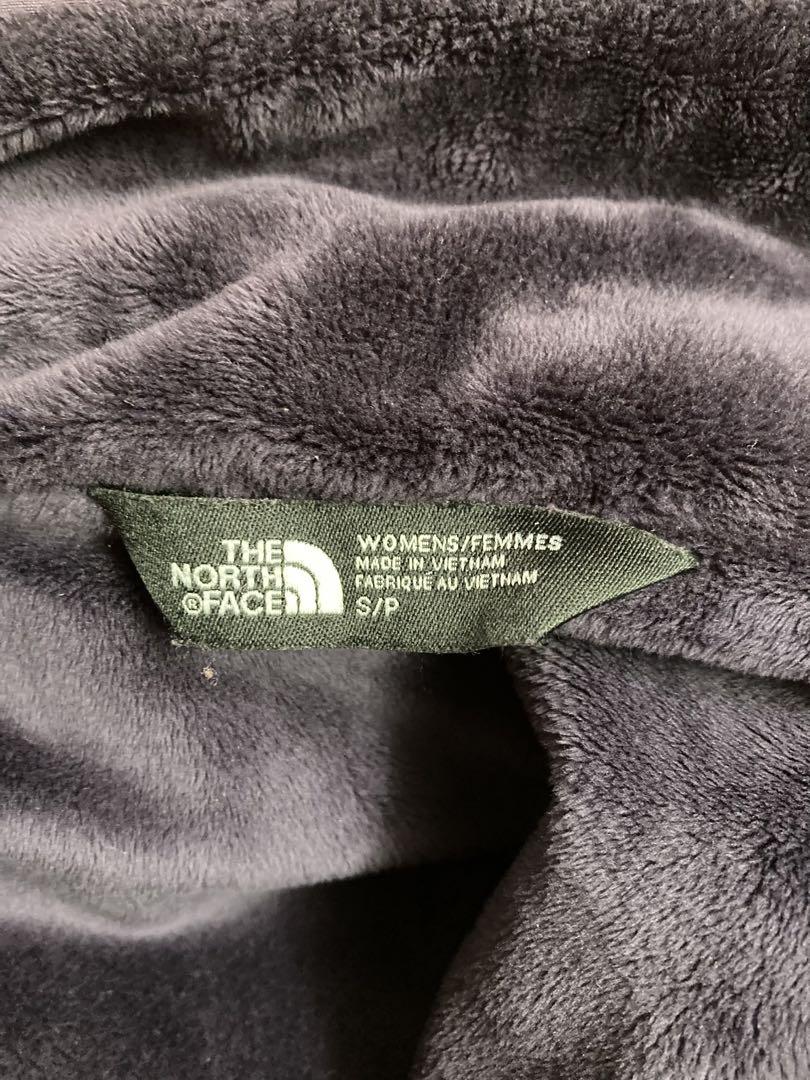 THE
NORTH
®FACE
WOMENS/FEMMES
MADE IN VIETNAM
FABRIQUE AU VIETNAM
S/P